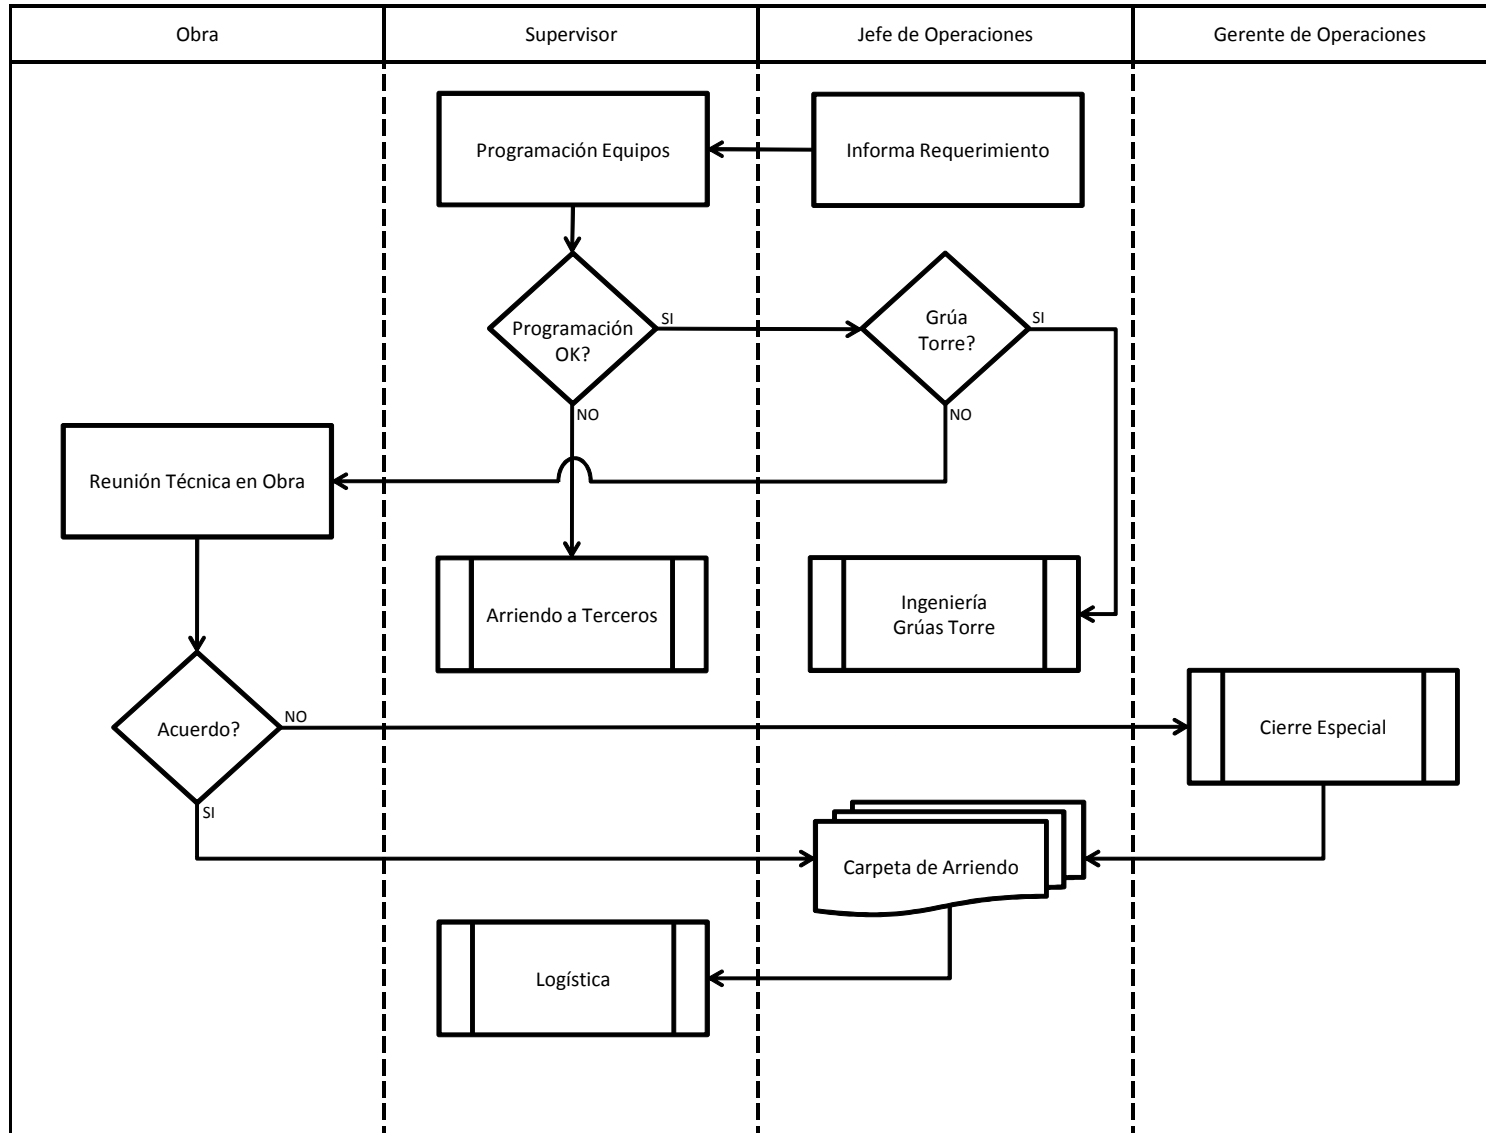 Obra
Supervisor
Jefe de Operaciones
Gerente de Operaciones
Programación Equipos
Informa Requerimiento
Programación
OK?
SI
Grúa
Torre?
SI
NO
NO
Reunión Técnica en Obra
Arriendo a Terceros
Ingeniería
Grúas Torre
Acuerdo?
NO
Cierre Especial
SI
Carpeta de Arriendo
Logística